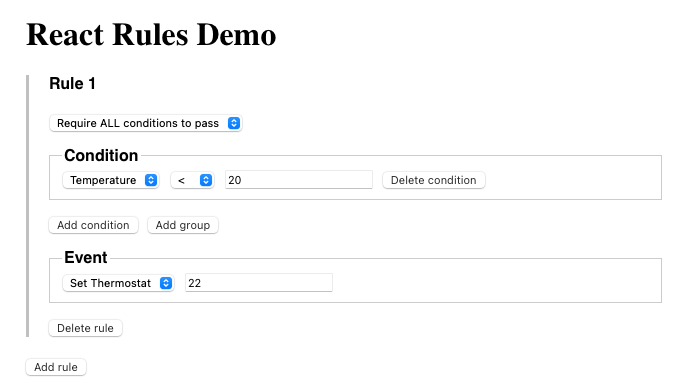 React Rules Demo
Rule 1
Require ALL conditions to pass
Condition
Temperature < 20 Delete condition
Add condition Add group
Event
Set Thermostat 22
Delete rule
Add rule